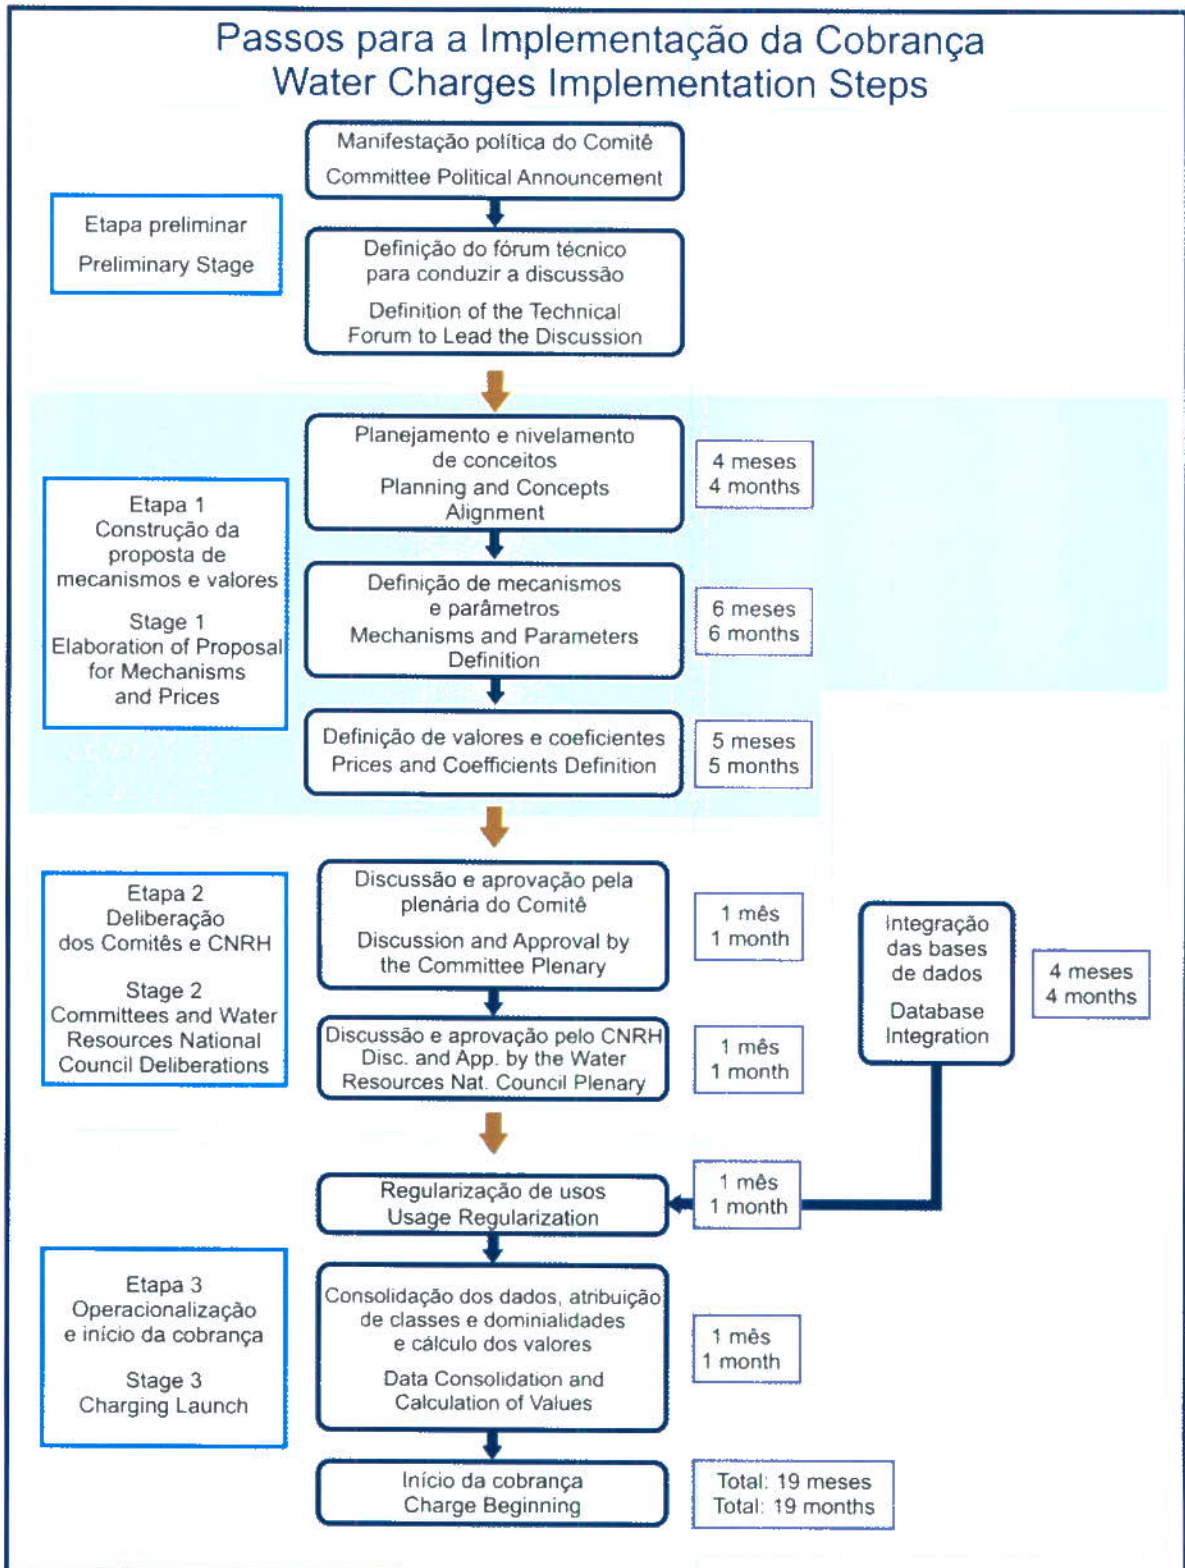 Passos para a Implementação da Cobrança
Water Charges Implementation Steps
Manifestação política do Comitê
Committee Political Announcement
Etapa preliminar
Preliminary Stage
Definição do fórum técnico
para conduzir a discussão
Definition of the Technical
Forum to Lead the Discussion
Etapa 1
Construção da
proposta de
mecanismos e valores
Stage 1
Elaboration of Proposal
for Mechanisms
and Prices
Planejamento e nivelamento
de conceitos
Planning and Concepts
Alignment
4 meses
4 months
Definição de mecanismos
e parâmetros
Mechanisms and Parameters
Definition
6 meses
6 months
Definição de valores e coeficientes
Prices and Coefficients Definition
5 meses
5 months
Etapa 2
Deliberação
dos Comitês e CNRH
Stage 2
Committees and Water
Resources National
Council Deliberations
Discussão e aprovação pela
plenária do Comitê
Discussion and Approval by
the Committee Plenary
1 mês
1 month
Discussão e aprovação pelo CNRH
Disc. and App. by the Water
Resources Nat. Council Plenary
1 mês
1 month
Integração
das bases
de dados
Database
Integration
4 meses
4 months
Regularização de usos
Usage Regularization
1 mês
1 month
Etapa 3
Operacionalização
e início da cobrança
Stage 3
Charging Launch
Consolidação dos dados, atribuição
de classes e dominialidades
e cálculo dos valores
Data Consolidation and
Calculation of Values
1 mês
1 month
Início da cobrança
Charge Beginning
Total: 19 meses
Total: 19 months